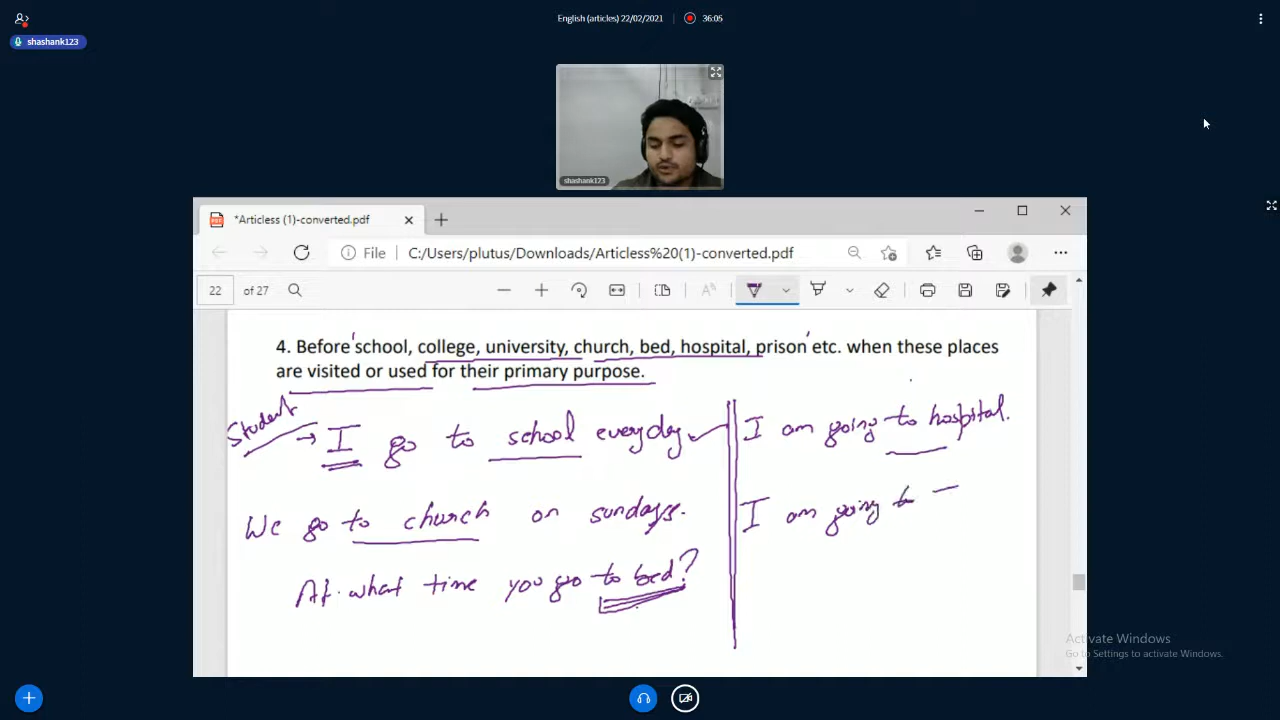 English (articles) 22/02/2021 36:05
shashank123
shashank123
*Articless (1)-converted.pdf
File C:/Users/plutus/Downloads/Articless%20(1)-converted.pdf
22 of 27
4. Before school, college, university, church, bed, hospital, prison etc. when these places
are visited or used for their primary purpose.
Student
I go to school everyday
I am going to hospital.
We go to church on sundays.
I am going to —
At what time you go to bed?
Activate Windows
Go to Settings to activate Windows.